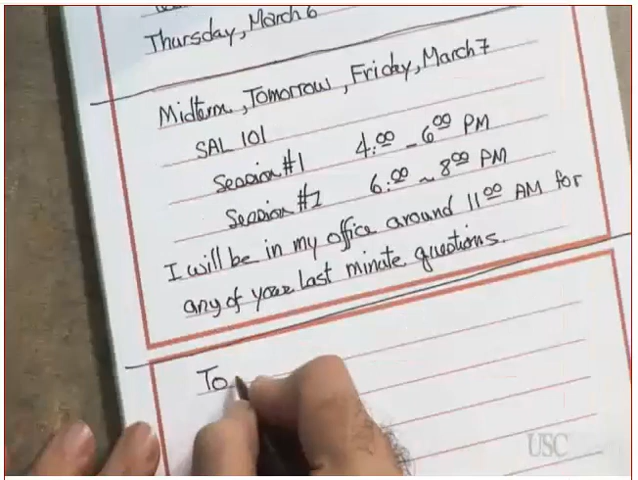 Thursday, March 6
Midterm, Tomorrow, Friday, March 7
SAL 101
Session #1 4:00 - 6:00 PM
Session #2 6:00 - 8:00 PM
I will be in my office around 11:00 AM for
any of your last minute questions.
To
USC